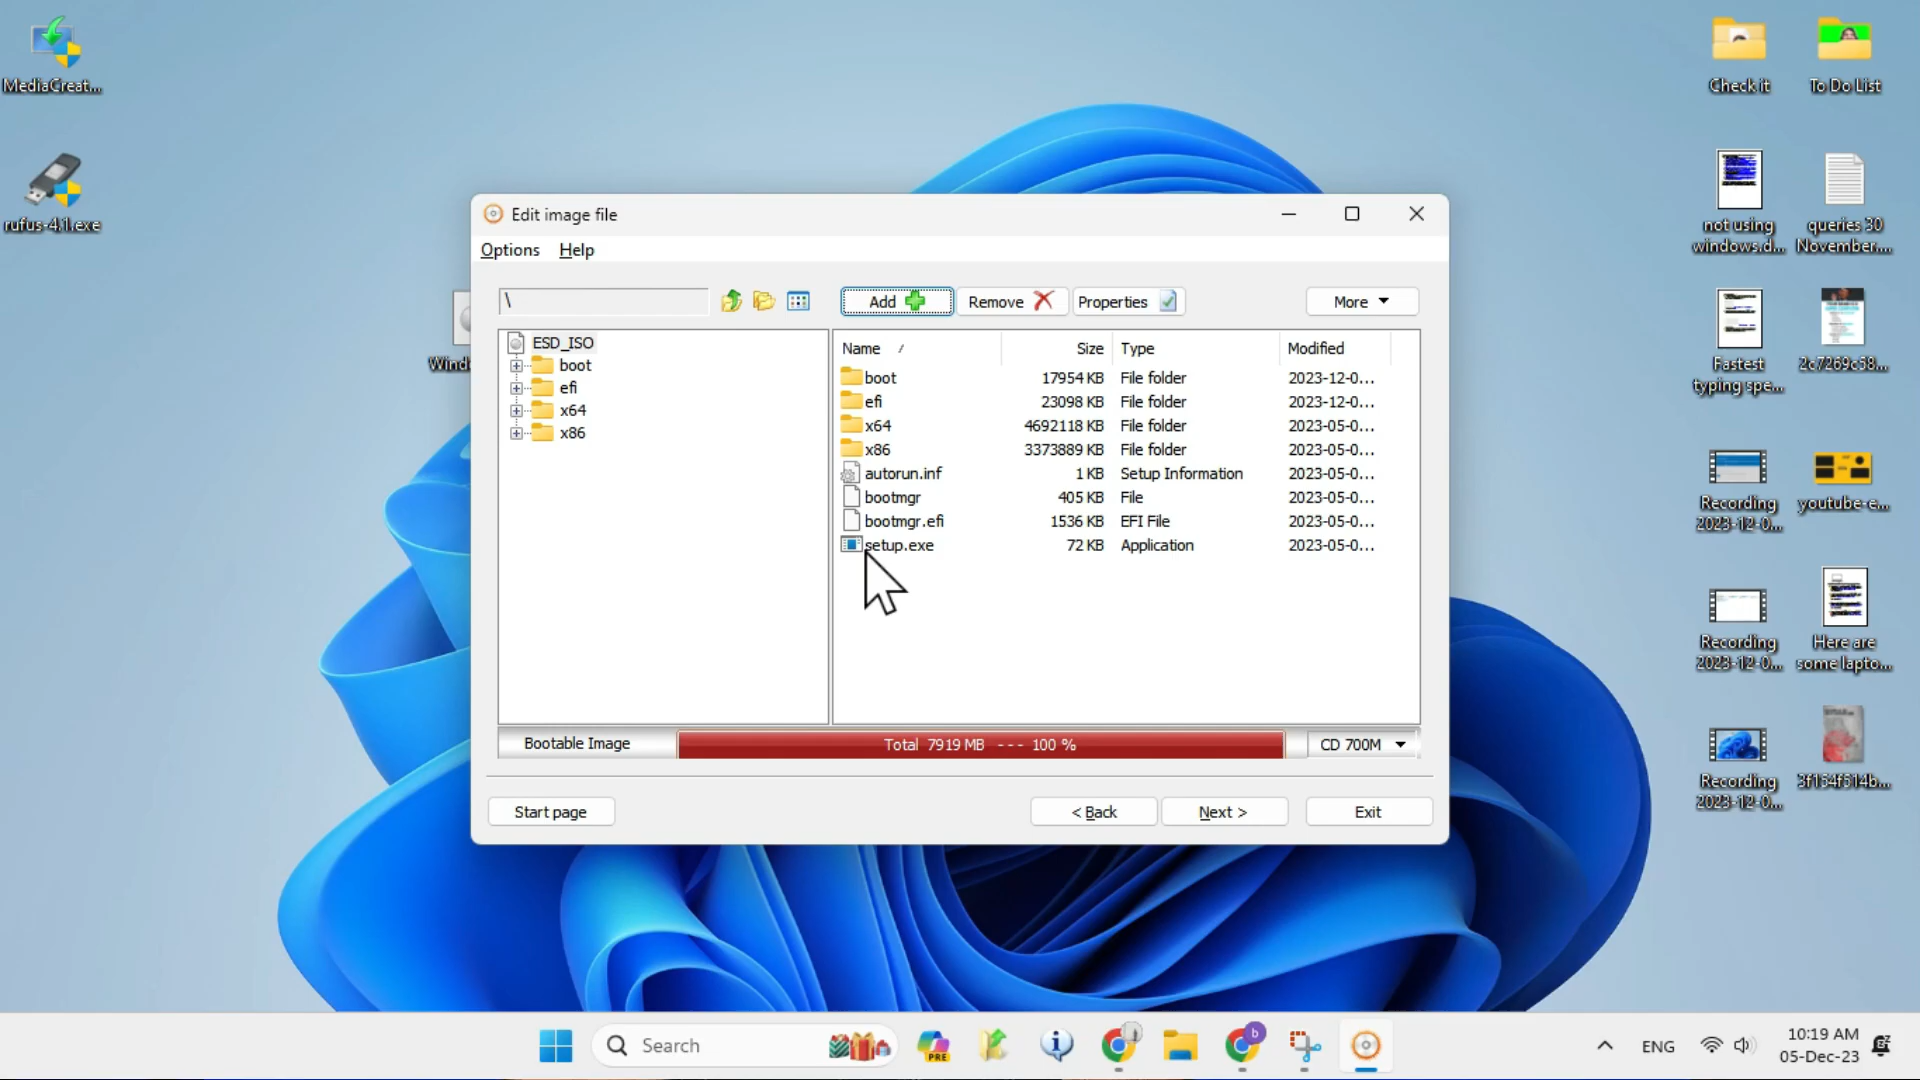 MediaCreat...
rufus-4.1.exe
Check it
To Do List
not using
windows.d...
queries 30
November....
Fastest
typing spe...
2c7269c58...
Recording
2023-12-0...
youtube-e...
Recording
2023-12-0...
Here are
some lapto...
Recording
2023-12-0...
3f164f614b...
Wind
Edit image file
Options Help
\
Add Remove Properties More
ESD_ISO
boot
efi
x64
x86
Name / Size Type Modified
boot 17954 KB File folder 2023-12-0...
efi 23098 KB File folder 2023-12-0...
x64 4692118 KB File folder 2023-05-0...
x86 3373889 KB File folder 2023-05-0...
autorun.inf 1 KB Setup Information 2023-05-0...
bootmgr 405 KB File 2023-05-0...
bootmgr.efi 1536 KB EFI File 2023-05-0...
setup.exe 72 KB Application 2023-05-0...
Bootable Image Total 7919 MB --- 100 % CD 700M
Start page < Back Next > Exit
Search
PRE
b
ENG
10:19 AM
05-Dec-23